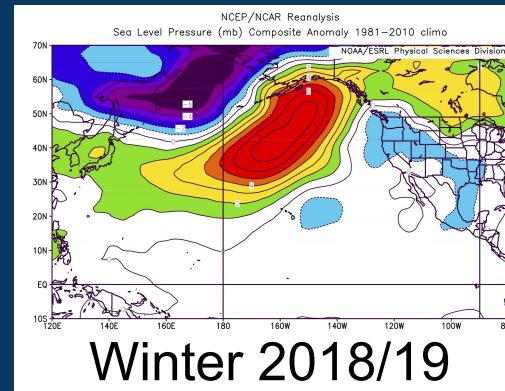 NCEP/NCAR Reanalysis
Sea Level Pressure (mb) Composite Anomaly 1981−2010 climo
NOAA/ESRL Physical Sciences Division
70N
60N
50N
40N
30N
20N
10N
EQ
10S
120E 140E 160E 180 160W 140W 120W 100W
Winter 2018/19